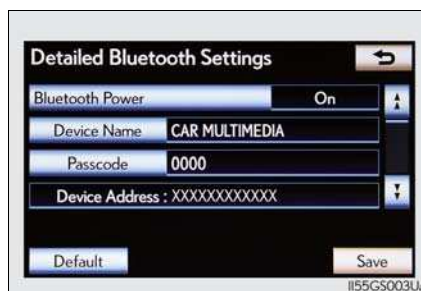 Detailed Bluetooth Settings
Bluetooth Power On
Device Name CAR MULTIMEDIA
Passcode 0000
Device Address : XXXXXXXXXXXX
Default Save
II55GS003U